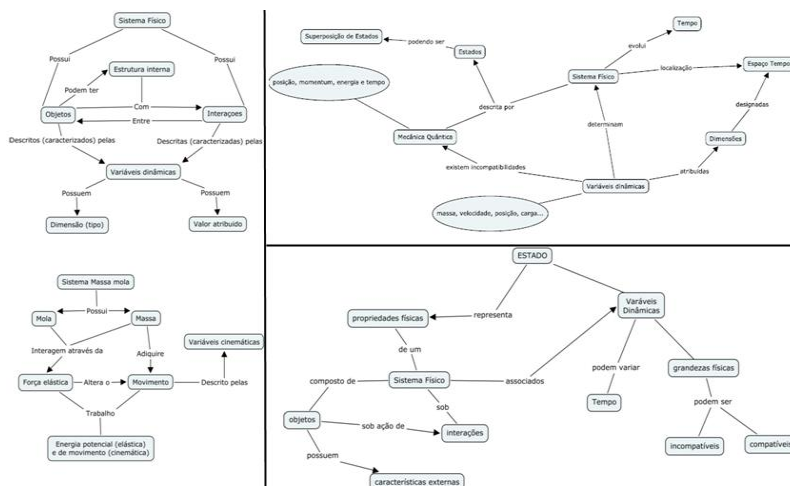 Sistema Físico
Possui
Possui
Estrutura interna
Podem ter
Com
Objetos
Interaçoes
Entre
Descritos (caracterizados) pelas
Descritas (caracterizadas) pelas
Variáveis dinâmicas
Possuem
Possuem
Dimensão (tipo)
Valor atribuido
Sistema Massa mola
Possui
Mola
Massa
Variáveis cinemáticas
Interagem através da
Adiquire
Força elástica
Altera o
Movimento
Descrito pelas
Trabalho
Energia potencial (elástica)
e de movimento (cinemática)
Tempo
Superposição de Estados
podendo ser
Estados
evolui
Espaço Tempo
localização
Sistema Físico
posição, momentum, energia e tempo
descrita por
designadas
determinam
Mecânica Quântica
Dimensões
existem incompatibilidades
atribuidas
Variáveis dinâmicas
massa, velocidade, posição, carga...
ESTADO
Varáveis
Dinâmicas
propriedades físicas
representa
de um
podem variar
grandezas físicas
composto de
Sistema Físico
associados
Tempo
podem ser
sob
objetos
sob ação de
interações
incompatíveis
compatíveis
possuem
características externas